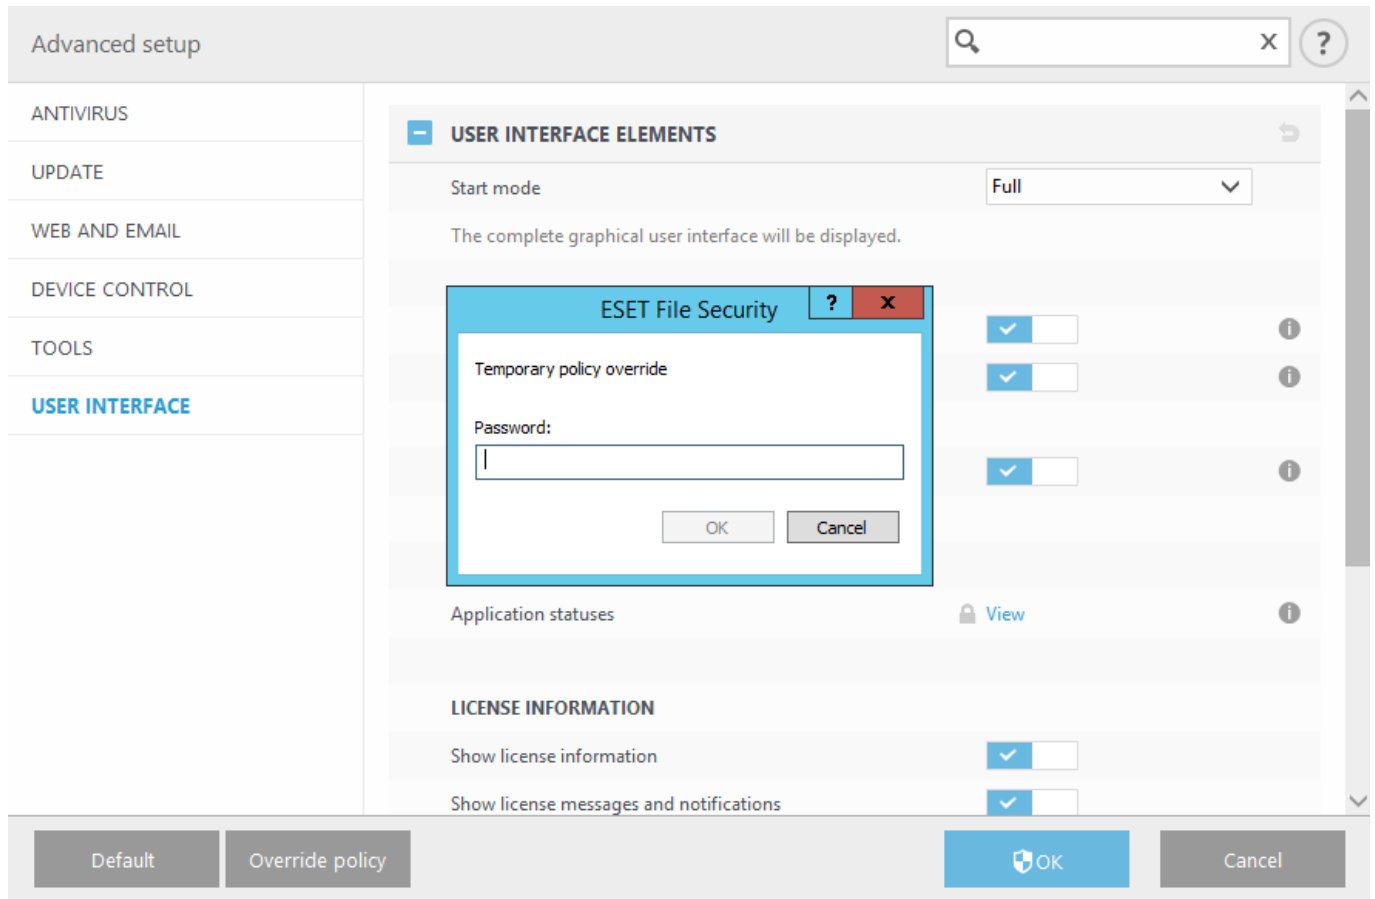 Advanced setup
x
?
ANTIVIRUS
UPDATE
WEB AND EMAIL
DEVICE CONTROL
TOOLS
USER INTERFACE
USER INTERFACE ELEMENTS
Start mode
Full
The complete graphical user interface will be displayed.
ESET File Security
?
x
Temporary policy override
Password:
OK
Cancel
Application statuses
View
LICENSE INFORMATION
Show license information
Show license messages and notifications
Default
Override policy
OK
Cancel